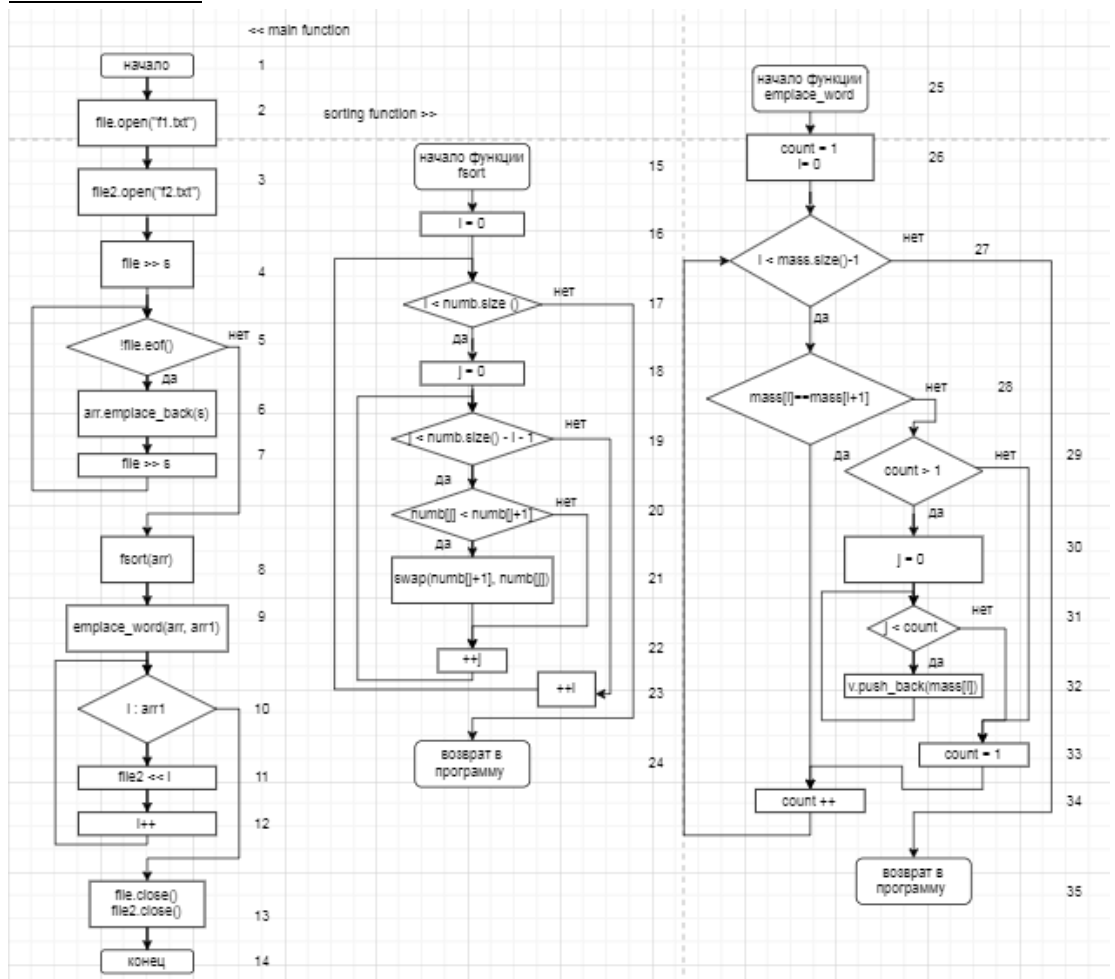 << main function
начало
1
file.open("f1.txt")
2
file2.open("f2.txt")
3
file >> s
4
!file.eof()
нет
5
да
arr.emplace_back(s)
6
file >> s
7
fsort(arr)
8
emplace_word(arr, arr1)
9
i : arr1
10
file2 << i
11
i++
12
file.close()
file2.close()
13
конец
14
sorting function >>
начало функции
fsort
15
i = 0
16
i < numb.size ()
нет
17
да
j = 0
18
j < numb.size() - i - 1
нет
19
да
numb[j] < numb[j+1]
нет
20
да
swap(numb[j+1], numb[j])
21
++j
22
++i
23
возврат в
программу
24
начало функции
emplace_word
25
count = 1
i= 0
26
i < mass.size()-1
нет
27
да
mass[i]==mass[i+1]
нет
28
да
count > 1
нет
29
да
j = 0
30
j < count
нет
31
да
v.push_back(mass[i])
32
count = 1
33
count ++
34
возврат в
программу
35